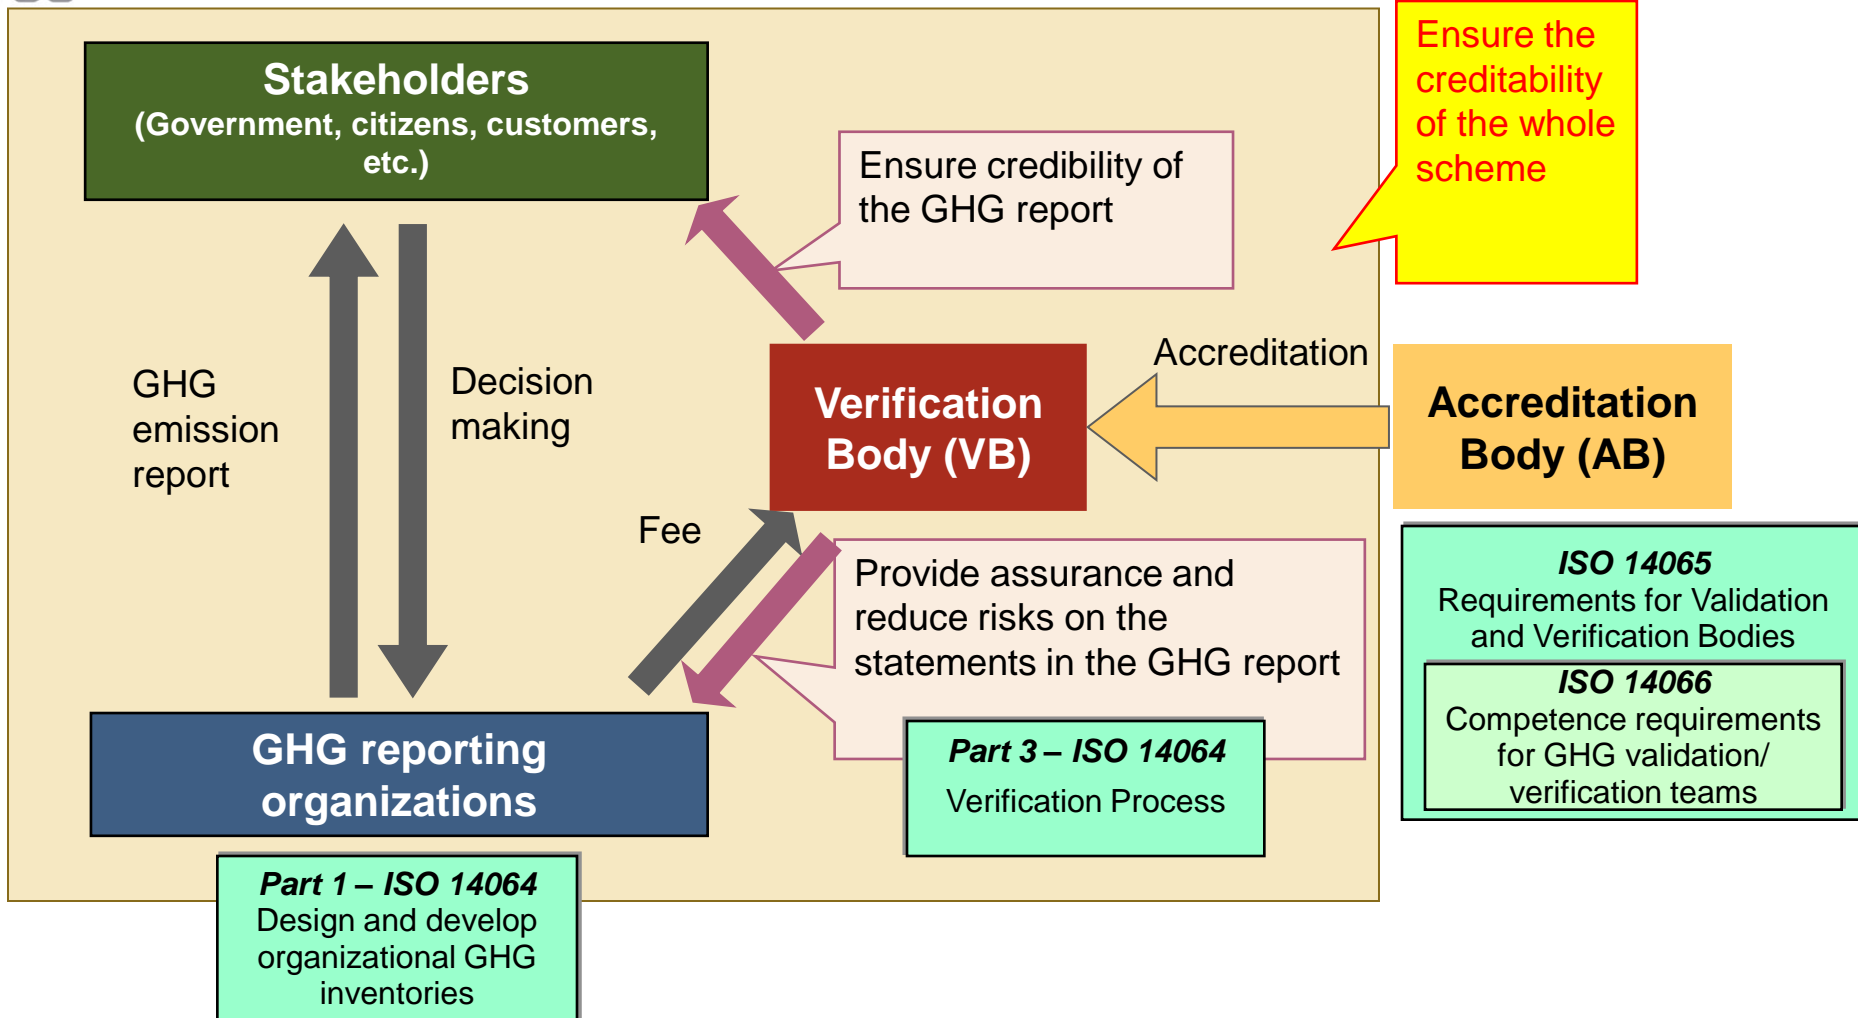 Stakeholders
(Government, citizens, customers,
etc.)
Ensure the
creditability
of the whole
scheme
Ensure credibility of
the GHG report
GHG
emission
report
Decision
making
Accreditation
Verification
Body (VB)
Accreditation
Body (AB)
Fee
Provide assurance and
reduce risks on the
statements in the GHG report
ISO 14065
Requirements for Validation
and Verification Bodies
ISO 14066
Competence requirements
for GHG validation/
verification teams
GHG reporting
organizations
Part 3 – ISO 14064
Verification Process
Part 1 – ISO 14064
Design and develop
organizational GHG
inventories